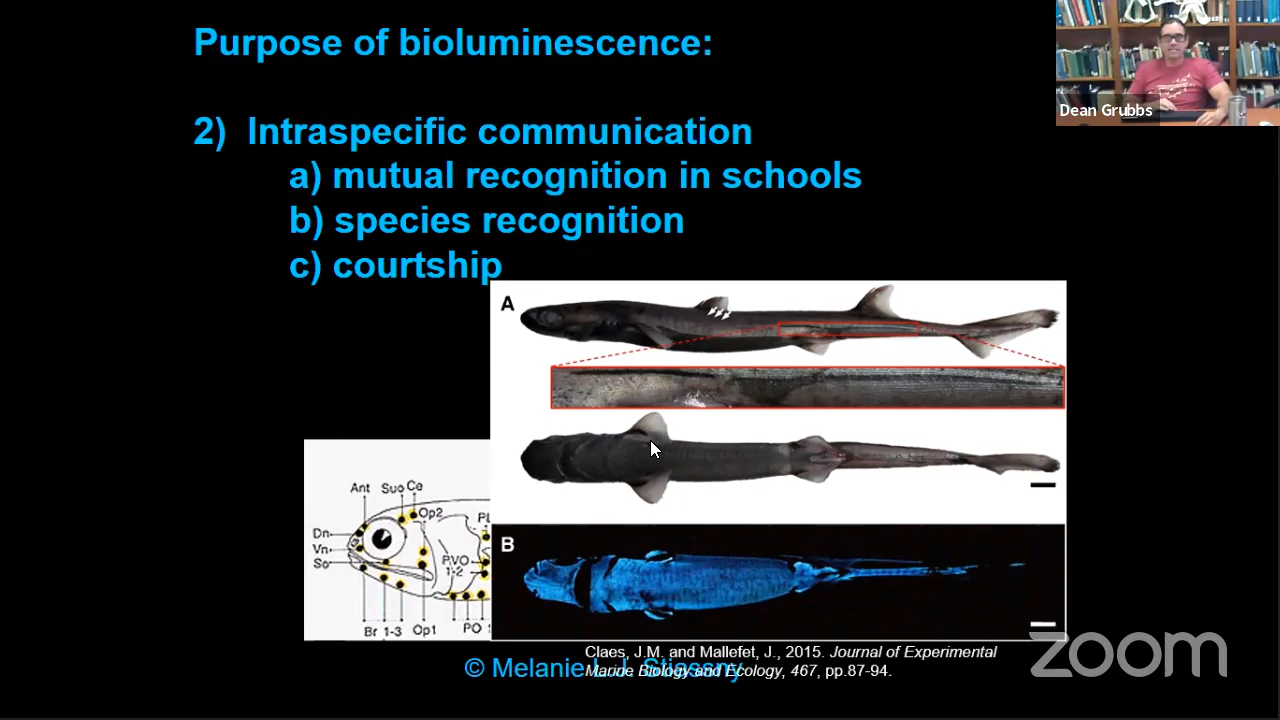 Purpose of bioluminescence:
Dean Grubbs
2) Intraspecific communication
a) mutual recognition in schools
b) species recognition
c) courtship
A
B
Ant Suo Ce
Op2
Dn
Vn
So
PVO
1-2
Br 1-3 Op1 PO
Claes, J.M. and Mallefet, J., 2015. Journal of Experimental
Marine Biology and Ecology, 467, pp.87-94.
© Melanie L.J. Stiassny
zoom